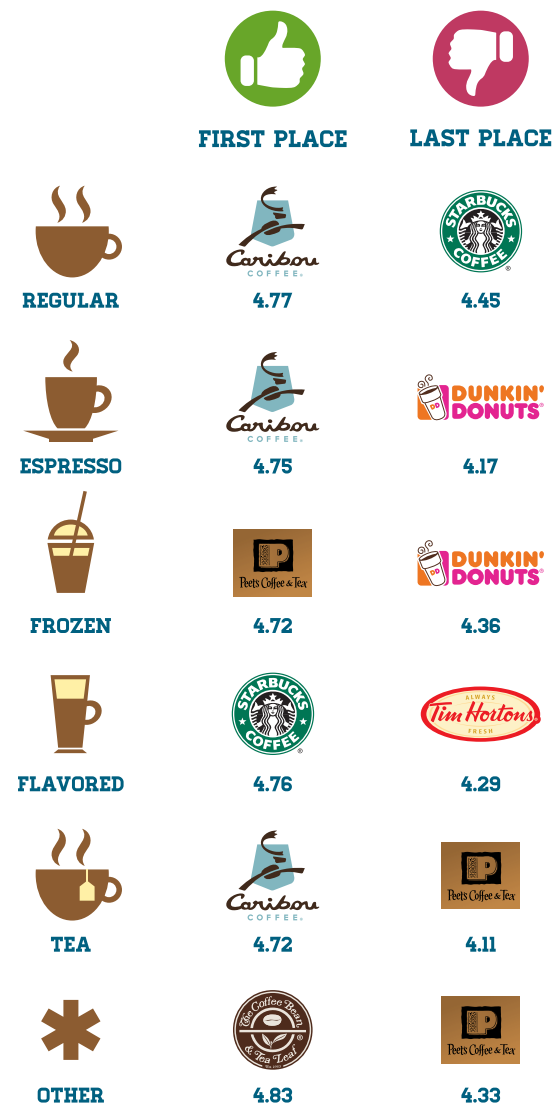 FIRST PLACE LAST PLACE
Caribou COFFEE® STARBUCKS COFFEE ®
REGULAR 4.77 4.45
Caribou COFFEE® DUNKIN' DONUTS®
ESPRESSO 4.75 4.17
P Peets Coffee & Tea DUNKIN' DONUTS®
FROZEN 4.72 4.36
STARBUCKS COFFEE ® ALWAYS Tim Hortons FRESH
FLAVORED 4.76 4.29
Caribou COFFEE® P Peets Coffee & Tea
TEA 4.72 4.11
The Coffee Bean & Tea Leaf ® P Peets Coffee & Tea
OTHER 4.83 4.33